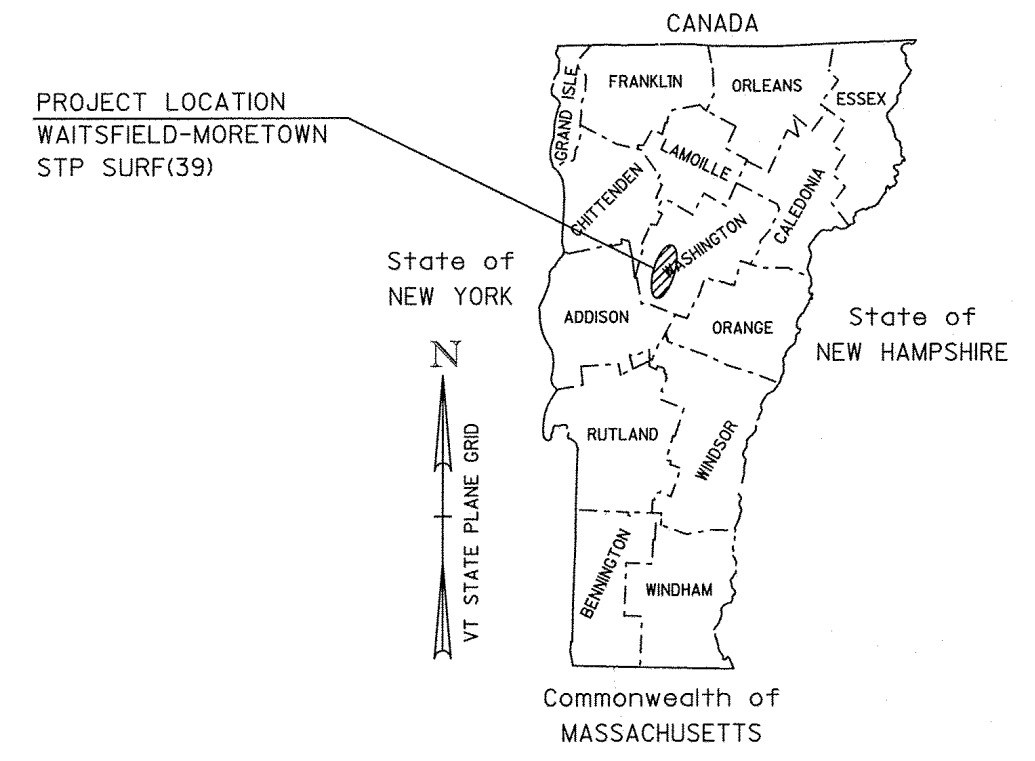 CANADA
PROJECT LOCATION
WAITSFIELD-MORETOWN
STP SURF(39)
GRAND ISLE
FRANKLIN
ORLEANS
ESSEX
LAMOILLE
CHITTENDEN
CALEDONIA
WASHINGTON
State of
NEW YORK
ADDISON
ORANGE
State of
NEW HAMPSHIRE
N
VT STATE PLANE GRID
RUTLAND
WINDSOR
BENNINGTON
WINDHAM
Commonwealth of
MASSACHUSETTS